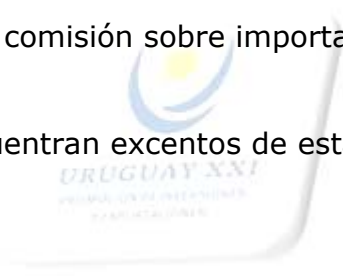 comisión sobre importa
uentran excentos de est
URUGUAY XXI